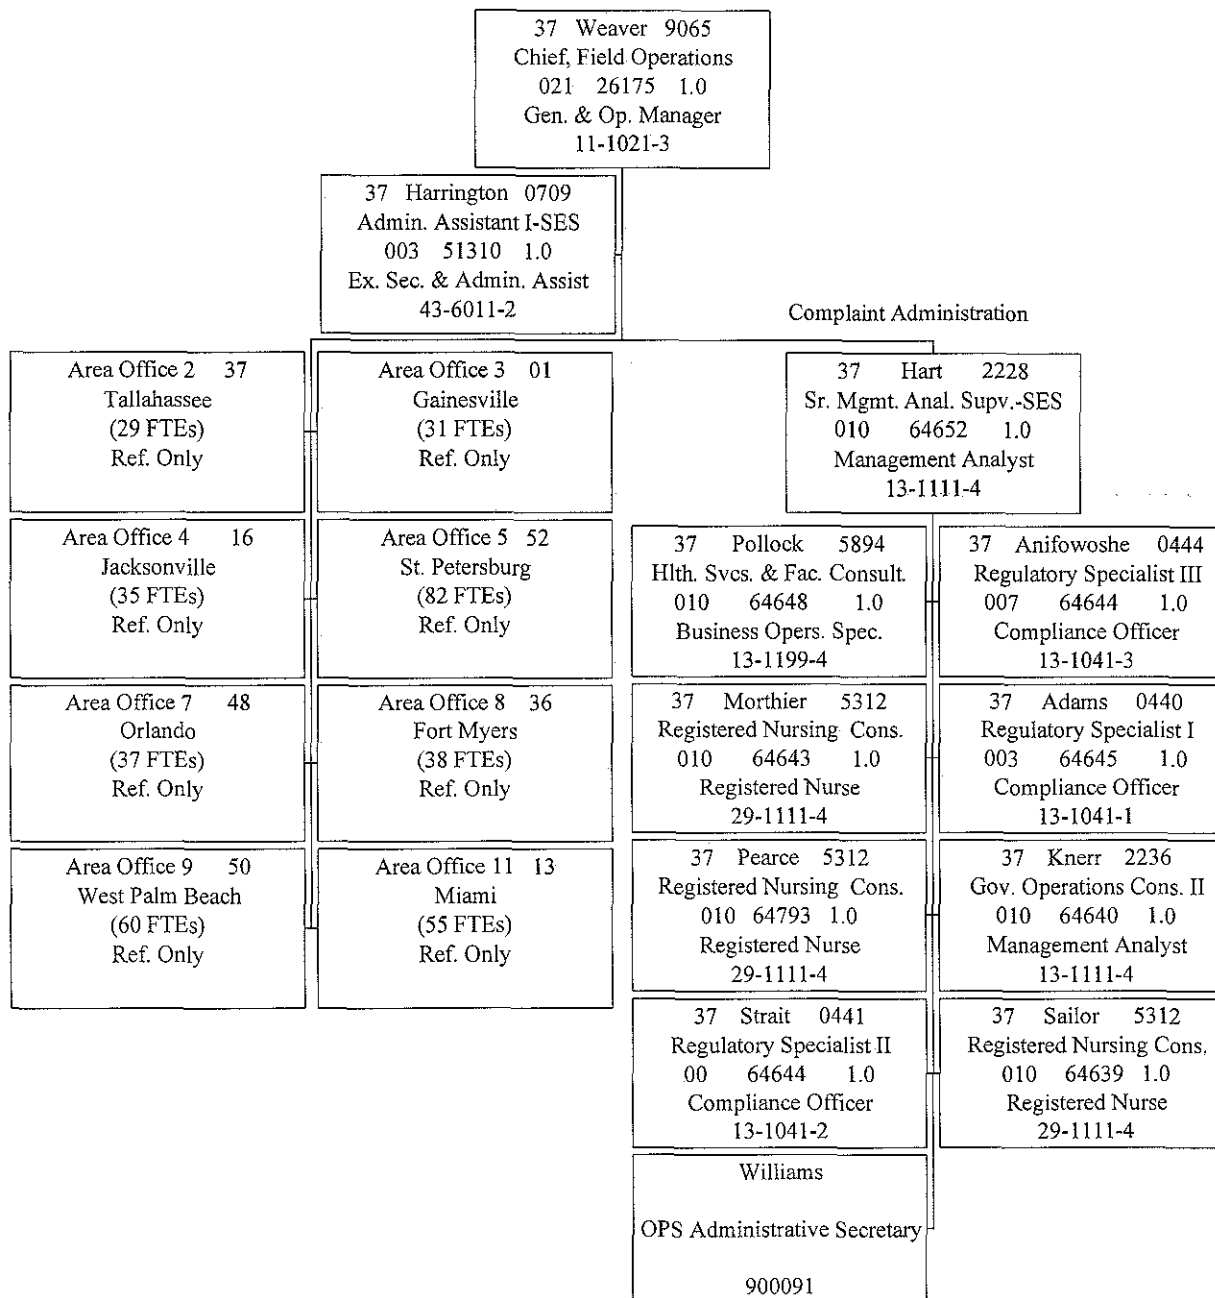 37 Weaver 9065
Chief, Field Operations
021 26175 1.0
Gen. & Op. Manager
11-1021-3
37 Harrington 0709
Admin. Assistant I-SES
003 51310 1.0
Ex. Sec. & Admin. Assist
43-6011-2
Complaint Administration
Area Office 2 37
Tallahassee
(29 FTEs)
Ref. Only
Area Office 3 01
Gainesville
(31 FTEs)
Ref. Only
Area Office 4 16
Jacksonville
(35 FTEs)
Ref. Only
Area Office 5 52
St. Petersburg
(82 FTEs)
Ref. Only
Area Office 7 48
Orlando
(37 FTEs)
Ref. Only
Area Office 8 36
Fort Myers
(38 FTEs)
Ref. Only
Area Office 9 50
West Palm Beach
(60 FTEs)
Ref. Only
Area Office 11 13
Miami
(55 FTEs)
Ref. Only
37 Hart 2228
Sr. Mgmt. Anal. Supv.-SES
010 64652 1.0
Management Analyst
13-1111-4
37 Pollock 5894
Hlth. Svcs. & Fac. Consult.
010 64648 1.0
Business Opers. Spec.
13-1199-4
37 Anifowoshe 0444
Regulatory Specialist III
007 64644 1.0
Compliance Officer
13-1041-3
37 Morthier 5312
Registered Nursing Cons.
010 64643 1.0
Registered Nurse
29-1111-4
37 Adams 0440
Regulatory Specialist I
003 64645 1.0
Compliance Officer
13-1041-1
37 Pearce 5312
Registered Nursing Cons.
010 64793 1.0
Registered Nurse
29-1111-4
37 Knerr 2236
Gov. Operations Cons. II
010 64640 1.0
Management Analyst
13-1111-4
37 Strait 0441
Regulatory Specialist II
00 64644 1.0
Compliance Officer
13-1041-2
37 Sailor 5312
Registered Nursing Cons.
010 64639 1.0
Registered Nurse
29-1111-4
Williams
OPS Administrative Secretary
900091